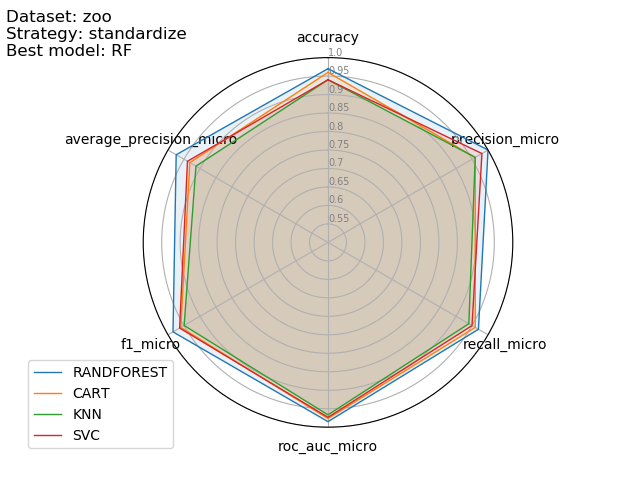 Dataset: zoo
Strategy: standardize
Best model: RF
accuracy
1.0
0.95
0.9
0.85
0.8
0.75
0.7
0.65
0.6
0.55
average_precision_micro
precision_micro
f1_micro
recall_micro
roc_auc_micro
RANDFOREST
CART
KNN
SVC